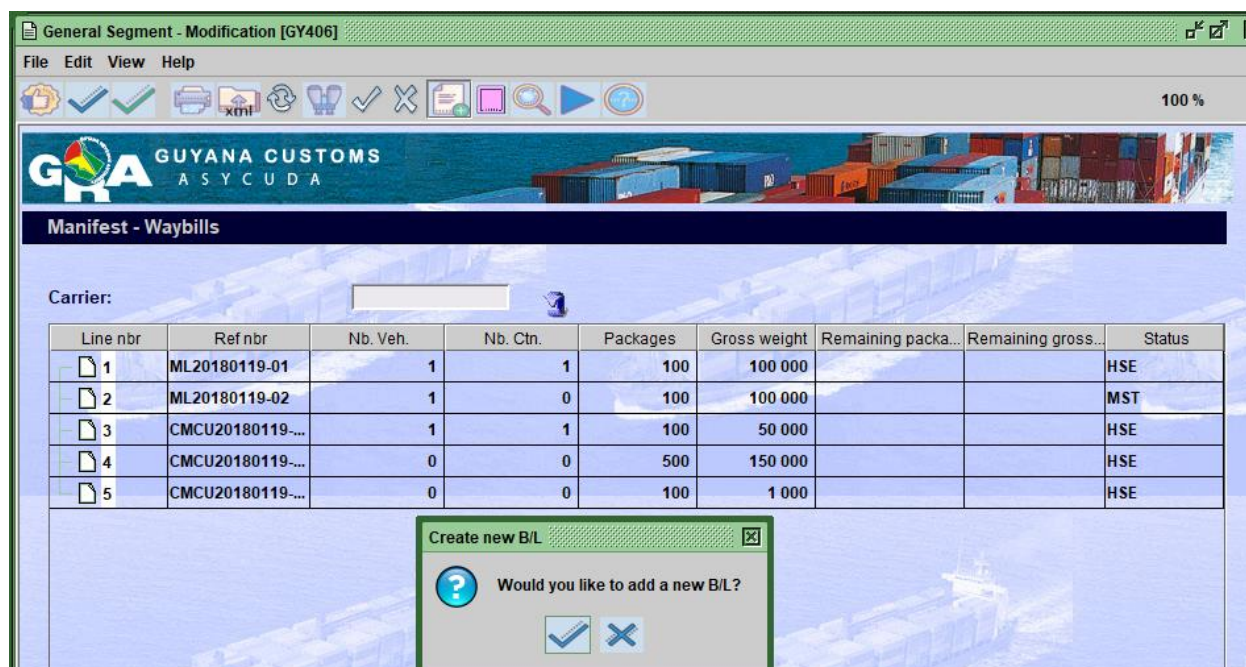 General Segment - Modification [GY406]
File Edit View Help
xml
100 %
GRA GUYANA CUSTOMS
ASYCUDA
Manifest - Waybills
Carrier:
Line nbr Ref nbr Nb. Veh. Nb. Ctn. Packages Gross weight Remaining packa... Remaining gross... Status
1 ML20180119-01 1 1 100 100 000 HSE
2 ML20180119-02 1 0 100 100 000 MST
3 CMCU20180119-... 1 1 100 50 000 HSE
4 CMCU20180119-... 0 0 500 150 000 HSE
5 CMCU20180119-... 0 0 100 1 000 HSE
Create new B/L
Would you like to add a new B/L?